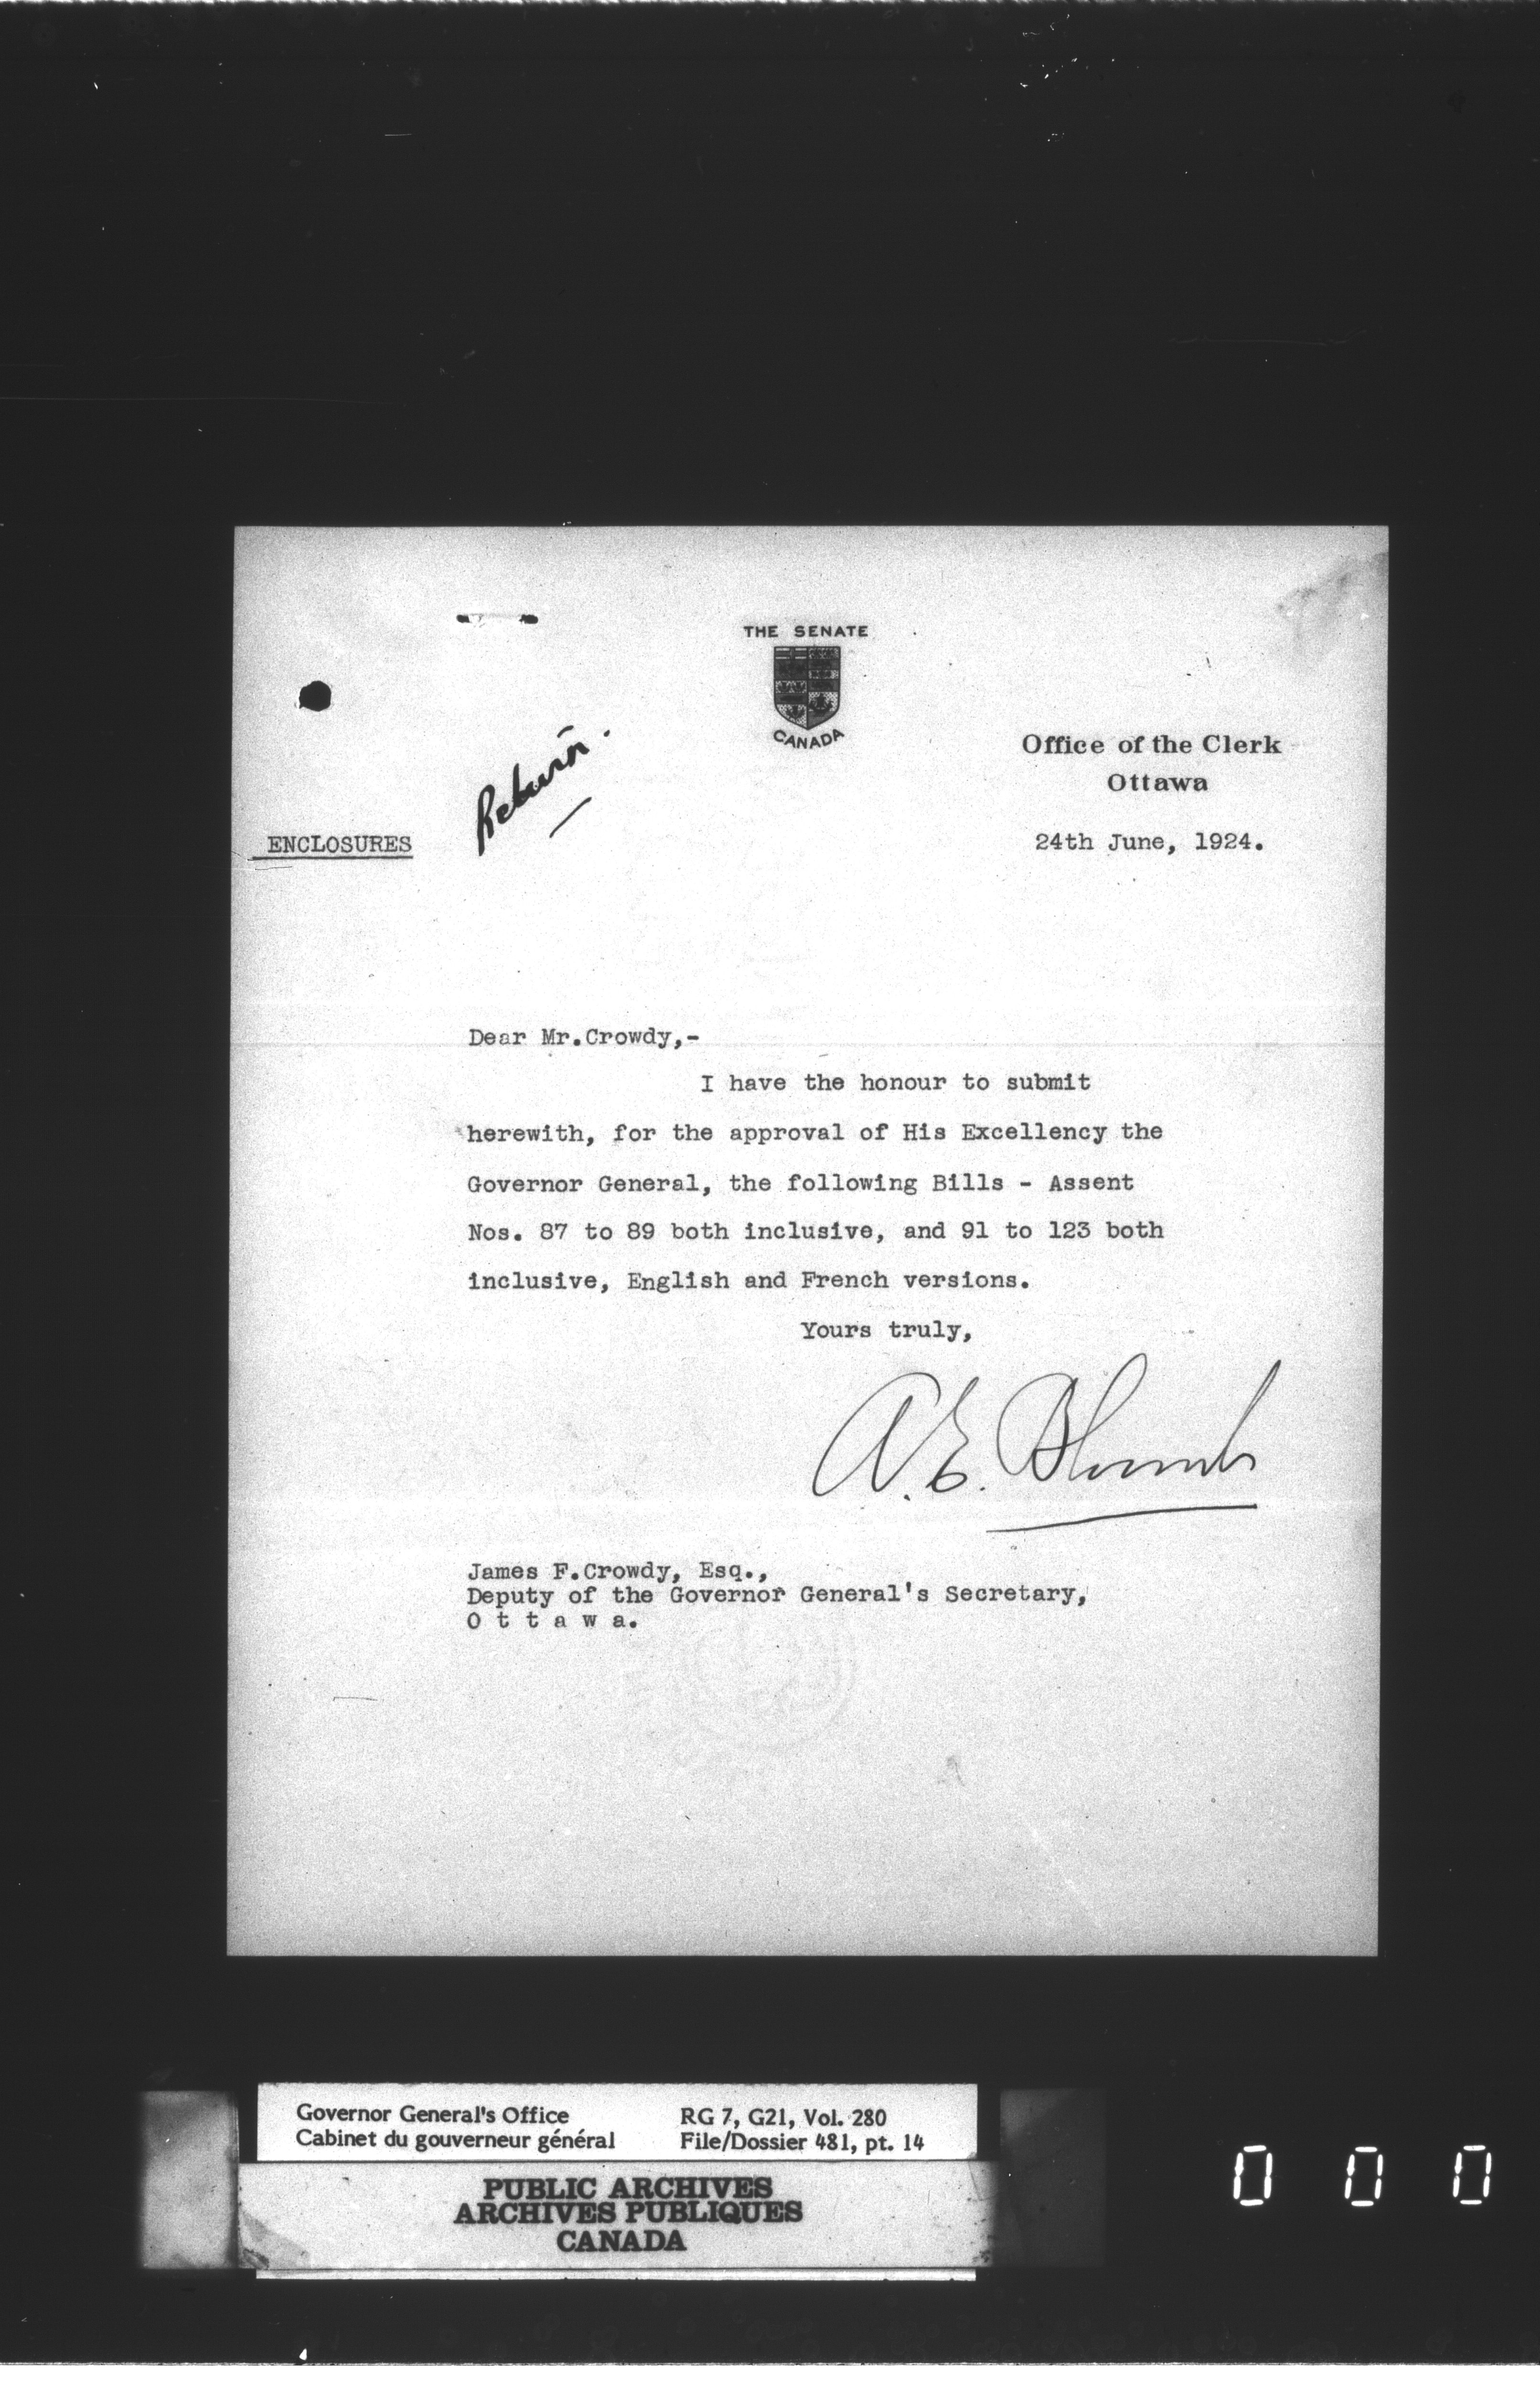 THE SENATE
CANADA
Office of the Clerk
Ottawa
Return.
ENCLOSURES
24th June, 1924.
Dear Mr.Crowdy,-
I have the honour to submit
herewith, for the approval of His Excellency the
Governor General, the following Bills - Assent
Nos. 87 to 89 both inclusive, and 91 to 123 both
inclusive, English and French versions.
Yours truly,
A. E. Blount
James F.Crowdy, Esq.,
Deputy of the Governor General's Secretary,
O t t a w a.
Governor General's Office
Cabinet du gouverneur général
RG 7, G21, Vol. 280
File/Dossier 481, pt. 14
PUBLIC ARCHIVES
ARCHIVES PUBLIQUES
CANADA
0 0 0